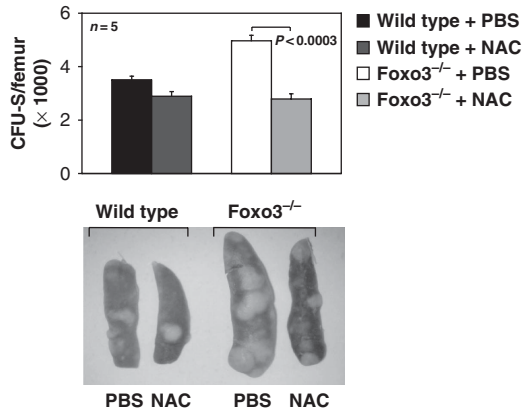 CFU-S/femur
(× 1000)
6
4
2
0
n = 5
P < 0.0003
Wild type + PBS
Wild type + NAC
Foxo3–/– + PBS
Foxo3–/– + NAC
Wild type
Foxo3–/–
PBS NAC
PBS NAC